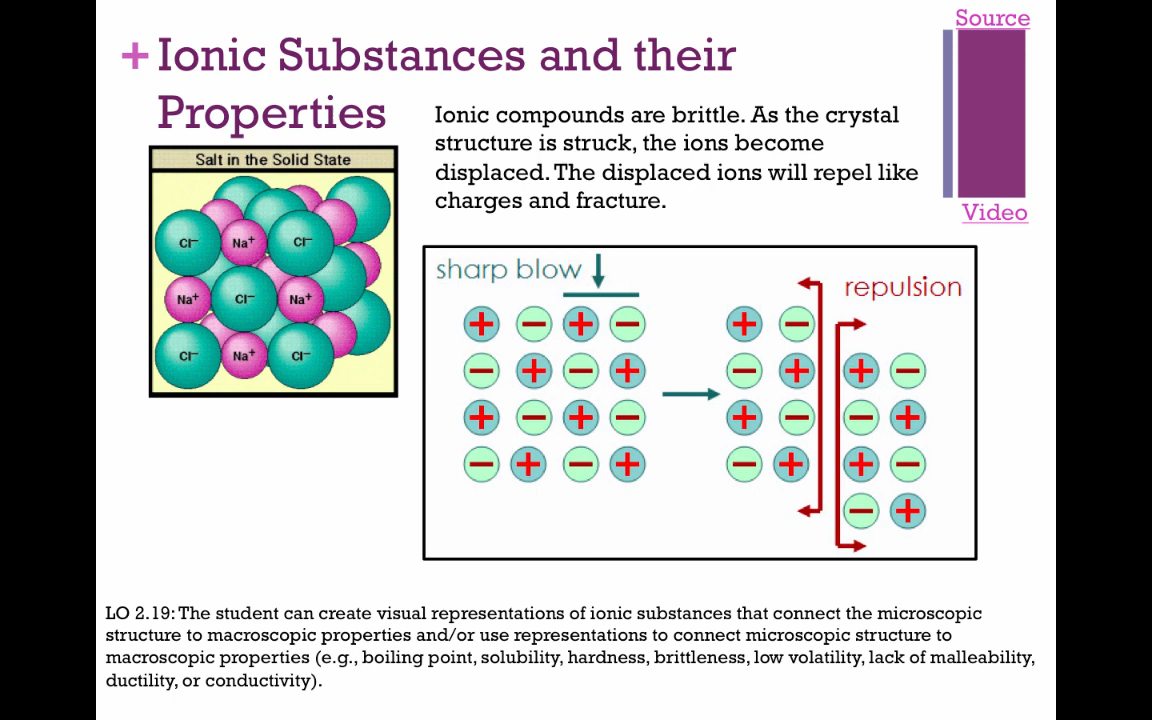 Source
+ Ionic Substances and their
Properties
Ionic compounds are brittle. As the crystal
structure is struck, the ions become
displaced. The displaced ions will repel like
charges and fracture.
Video
Salt in the Solid State
Cl− Na+ Cl−
Na+ Cl− Na+
Cl− Na+ Cl−
sharp blow
repulsion
+ − + − + −
− + − + − + + −
+ − + − + − − +
− + − + − + + −
− +
LO 2.19: The student can create visual representations of ionic substances that connect the microscopic
structure to macroscopic properties and/or use representations to connect microscopic structure to
macroscopic properties (e.g., boiling point, solubility, hardness, brittleness, low volatility, lack of malleability,
ductility, or conductivity).